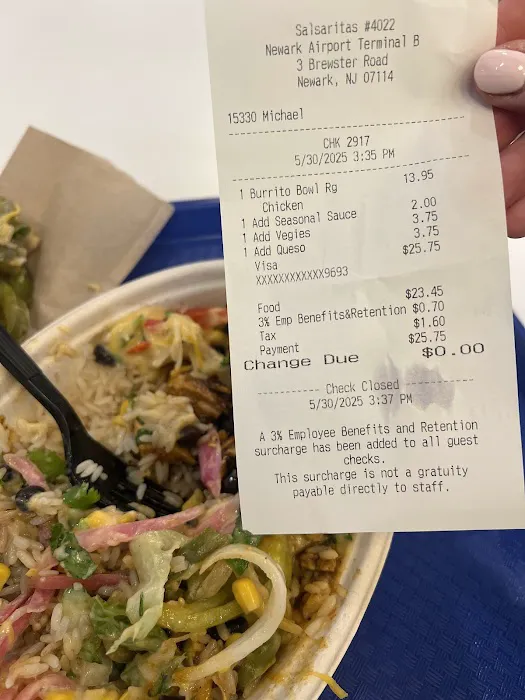 Salsaritas #4022
Newark Airport Terminal B
3 Brewster Road
Newark, NJ 07114
15330 Michael
CHK 2917
5/30/2025 3:35 PM
1 Burrito Bowl Rg 13.95
Chicken
1 Add Seasonal Sauce 2.00
1 Add Vegies 3.75
1 Add Queso 3.75
Visa $25.75
XXXXXXXXXXXX9693
Food $23.45
3% Emp Benefits&Retention $0.70
Tax $1.60
Payment $25.75
Change Due $0.00
Check Closed
5/30/2025 3:37 PM
A 3% Employee Benefits and Retention
surcharge has been added to all guest
checks.
This surcharge is not a gratuity
payable directly to staff.